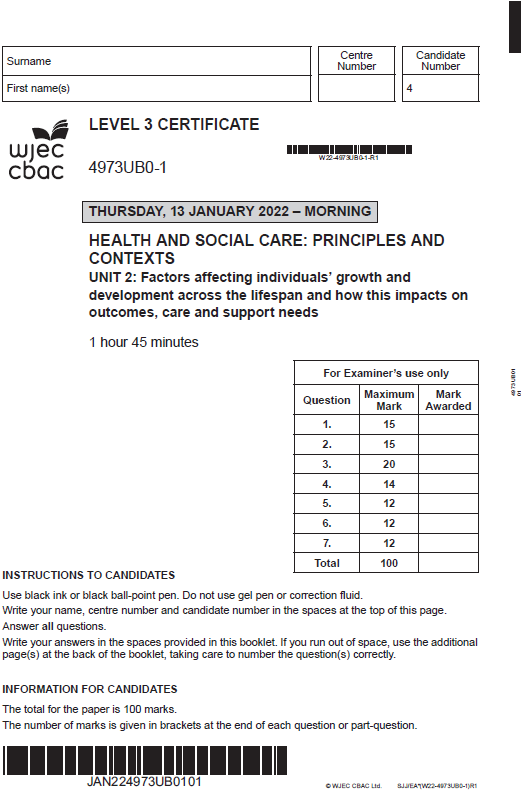 Surname
Centre
Number
Candidate
Number
First name(s)
4
wjec
cbac
LEVEL 3 CERTIFICATE
4973UB0-1
W22-4973UB0-1-R1
THURSDAY, 13 JANUARY 2022 – MORNING
HEALTH AND SOCIAL CARE: PRINCIPLES AND
CONTEXTS
UNIT 2: Factors affecting individuals' growth and
development across the lifespan and how this impacts on
outcomes, care and support needs
1 hour 45 minutes
For Examiner's use only
Question Maximum Mark Mark Awarded
1. 15
2. 15
3. 20
4. 14
5. 12
6. 12
7. 12
Total 100
4973UB01
01
INSTRUCTIONS TO CANDIDATES
Use black ink or black ball-point pen. Do not use gel pen or correction fluid.
Write your name, centre number and candidate number in the spaces at the top of this page.
Answer all questions.
Write your answers in the spaces provided in this booklet. If you run out of space, use the additional
page(s) at the back of the booklet, taking care to number the question(s) correctly.
INFORMATION FOR CANDIDATES
The total for the paper is 100 marks.
The number of marks is given in brackets at the end of each question or part-question.
JAN224973UB0101
© WJEC CBAC Ltd. SJJ/EA*(W22-4973UB0-1)R1